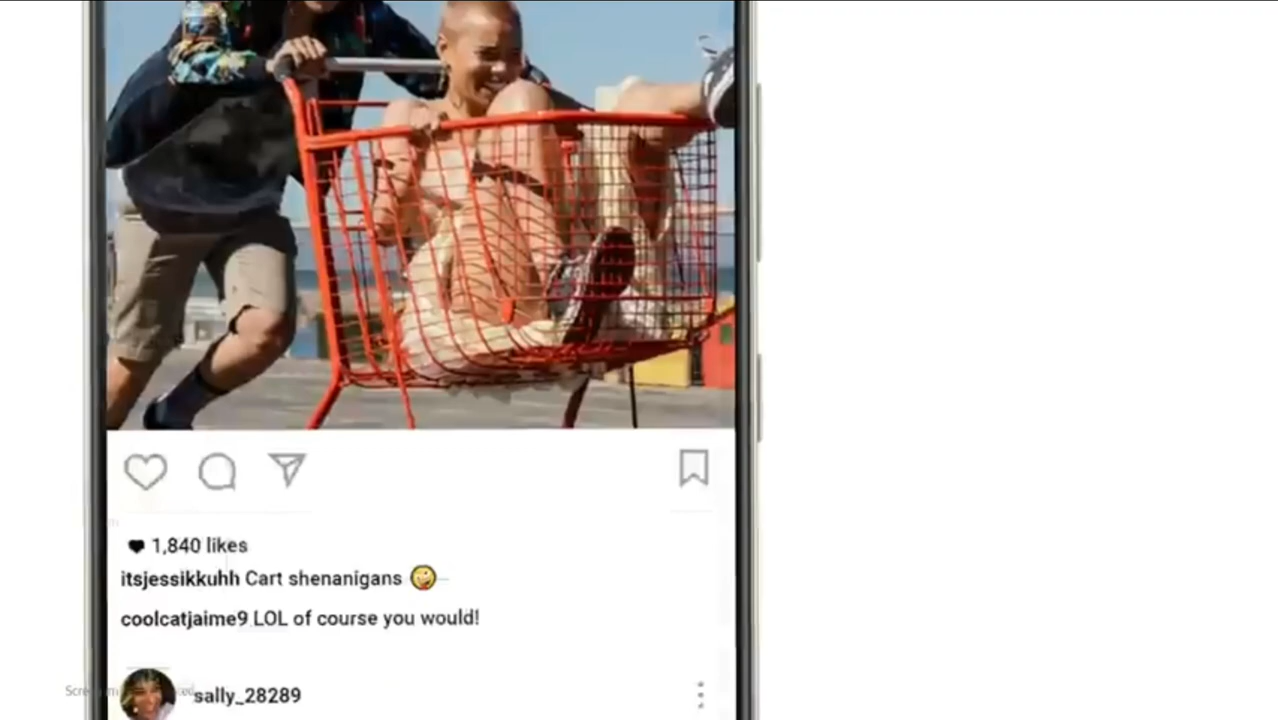 1,840 likes
itsjessikkuhh Cart shenanigans 🤪
coolcatjaime9 LOL of course you would!
sally_28289